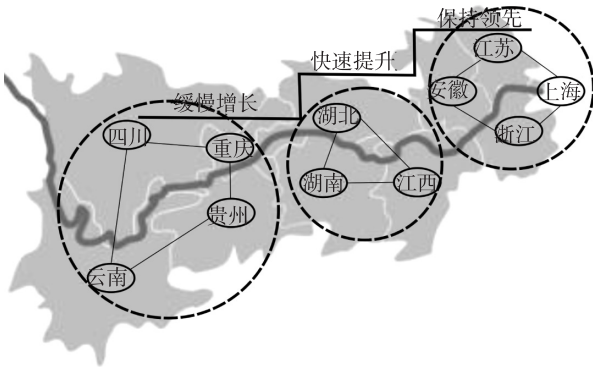 保持领先
江苏
快速提升
安徽
上海
缓慢增长
湖北
浙江
四川
重庆
湖南
江西
贵州
云南